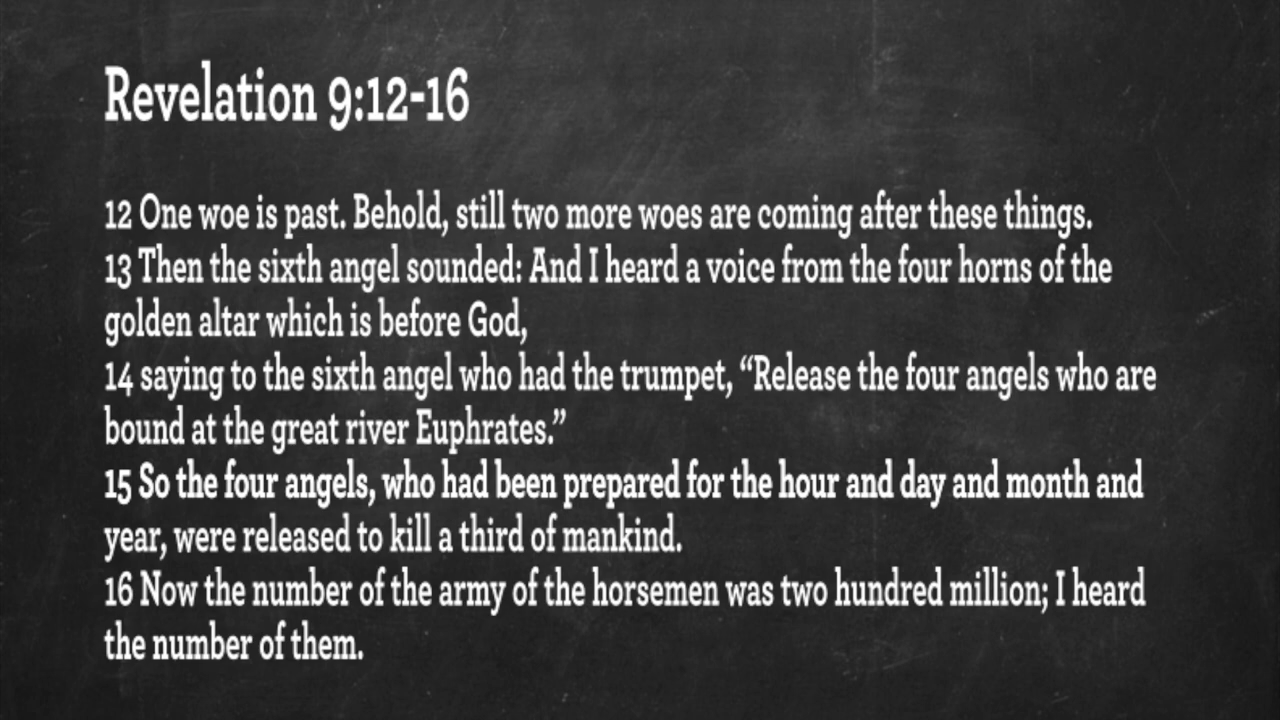 Revelation 9:12-16
12 One woe is past. Behold, still two more woes are coming after these things.
13 Then the sixth angel sounded: And I heard a voice from the four horns of the
golden altar which is before God,
14 saying to the sixth angel who had the trumpet, “Release the four angels who are
bound at the great river Euphrates.”
15 So the four angels, who had been prepared for the hour and day and month and
year, were released to kill a third of mankind.
16 Now the number of the army of the horsemen was two hundred million; I heard
the number of them.